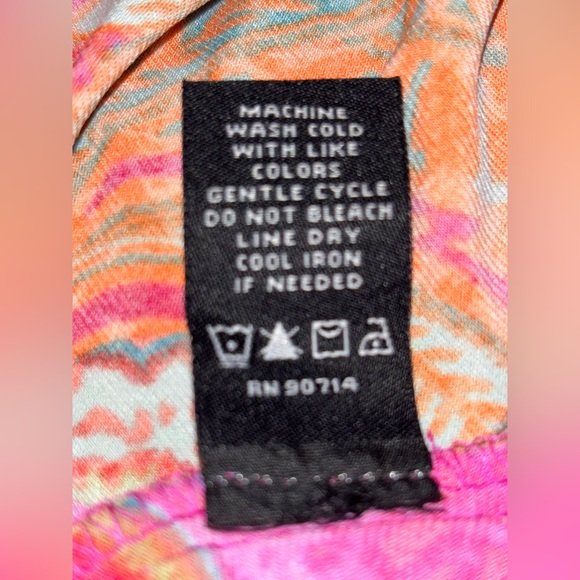 MACHINE
WASH COLD
WITH LIKE
COLORS
GENTLE CYCLE
DO NOT BLEACH
LINE DRY
COOL IRON
IF NEEDED
RN 90714